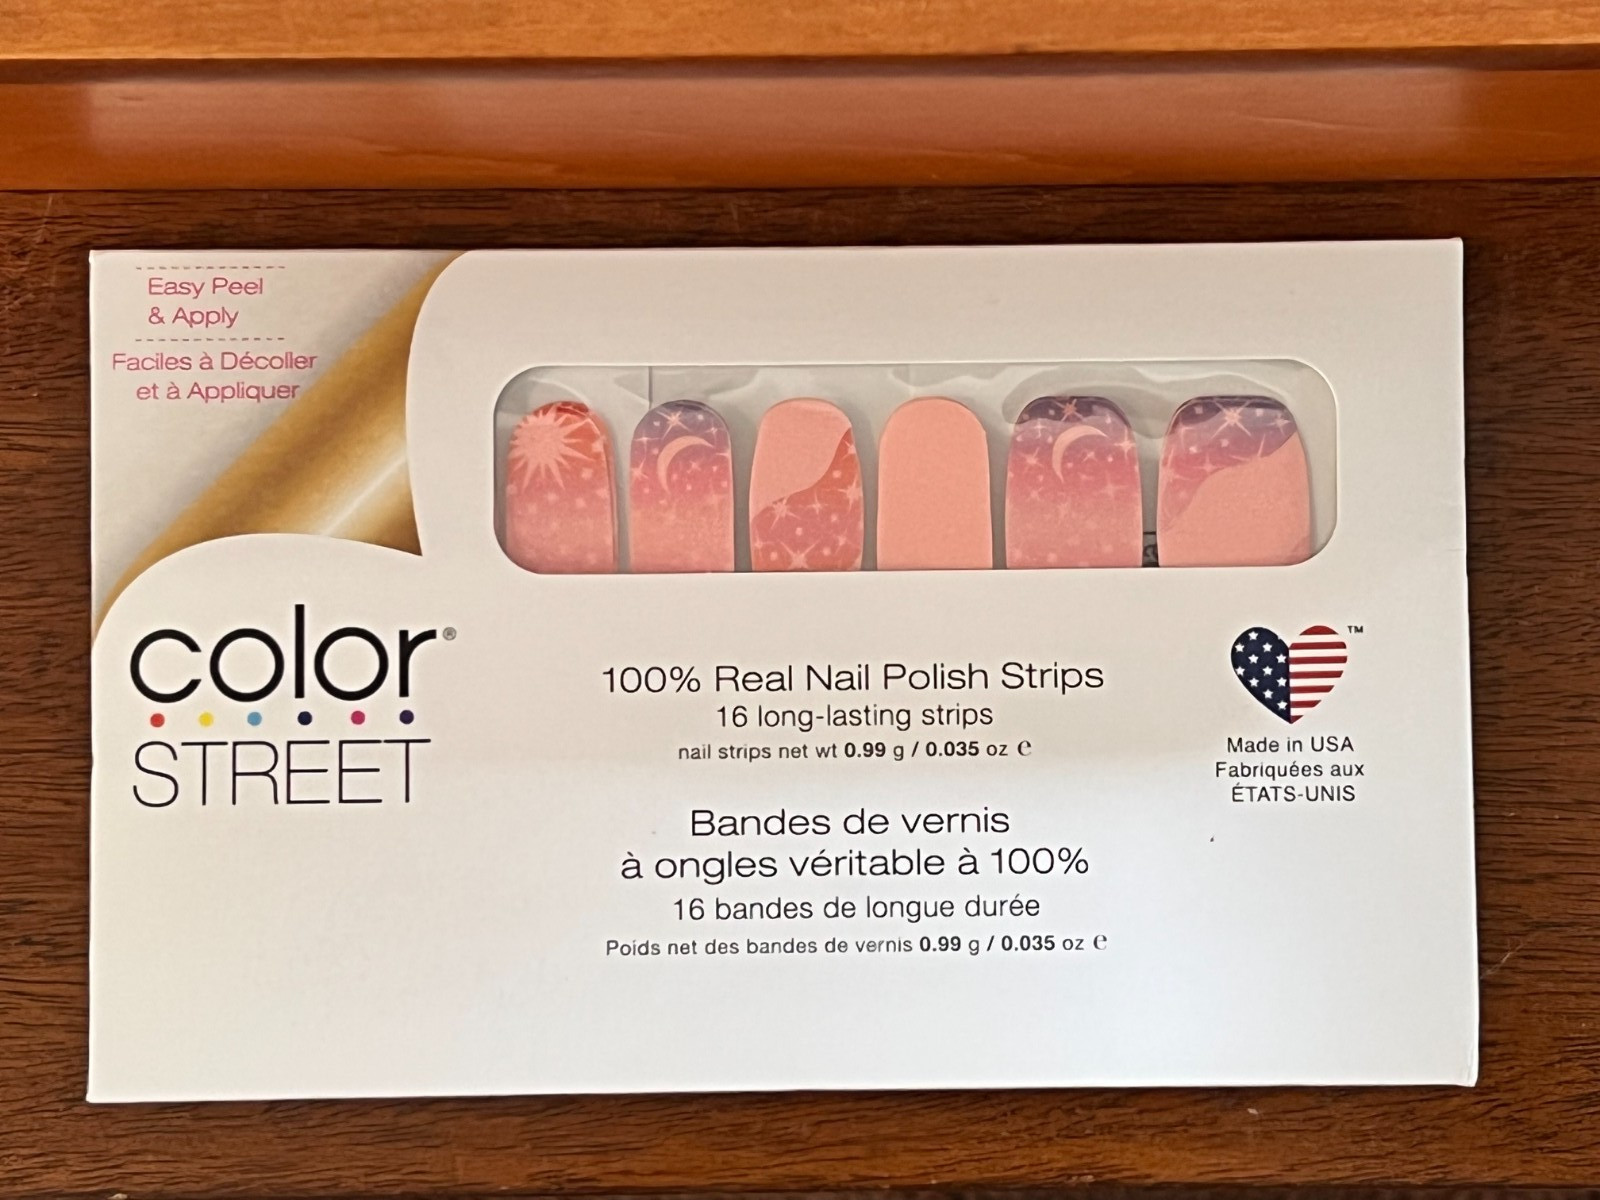 Easy Peel
& Apply
Faciles à Décoller
et à Appliquer
color®
STREET
100% Real Nail Polish Strips
16 long-lasting strips
nail strips net wt 0.99 g / 0.035 oz ℮
Bandes de vernis
à ongles véritable à 100%
16 bandes de longue durée
Poids net des bandes de vernis 0.99 g / 0.035 oz ℮
TM
Made in USA
Fabriquées aux
ÉTATS-UNIS